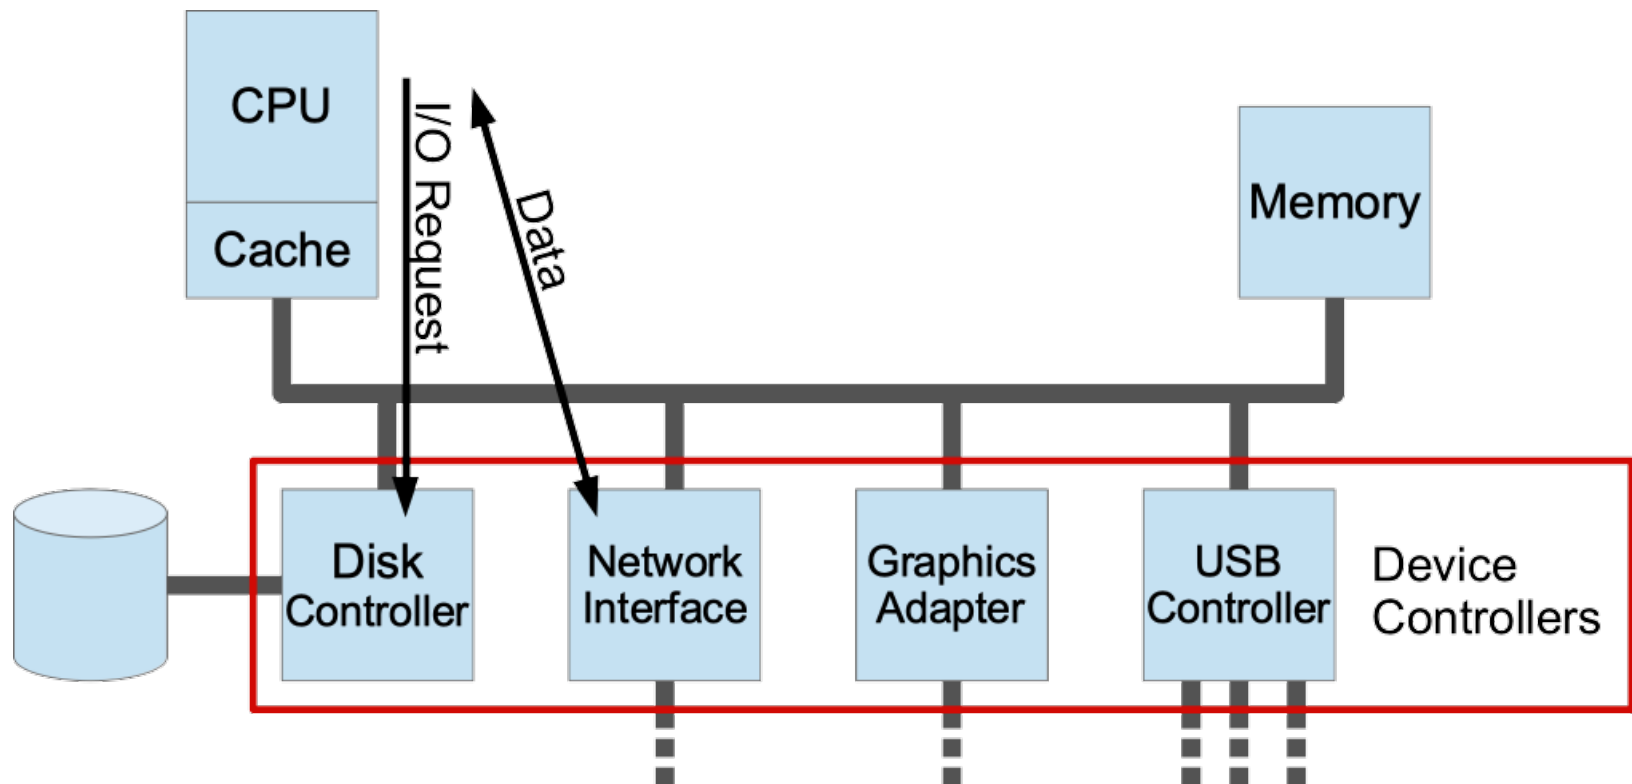 CPU
Cache
I/O Request
Data
Memory
Disk
Controller
Network
Interface
Graphics
Adapter
USB
Controller
Device
Controllers